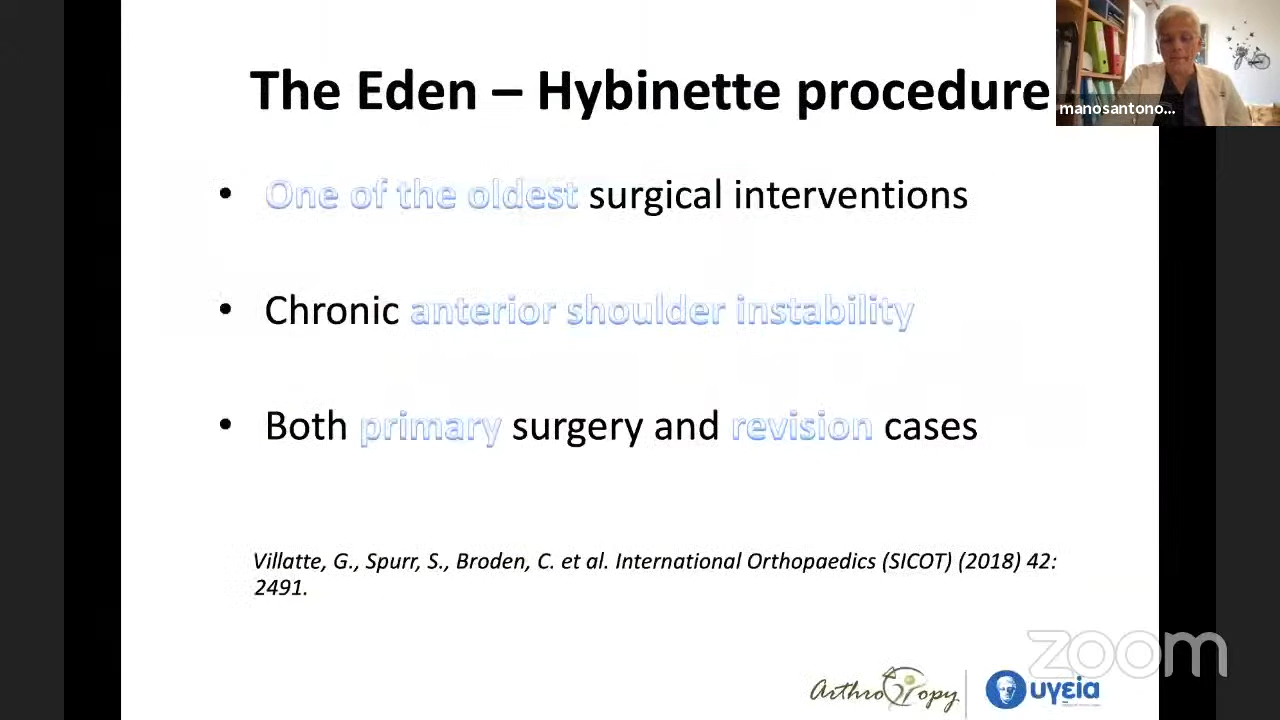 The Eden – Hybinette procedure
manosantono...
• One of the oldest surgical interventions
• Chronic anterior shoulder instability
• Both primary surgery and revision cases
Villatte, G., Spurr, S., Broden, C. et al. International Orthopaedics (SICOT) (2018) 42:
2491.
zoom
Arthroτopy
υγεία